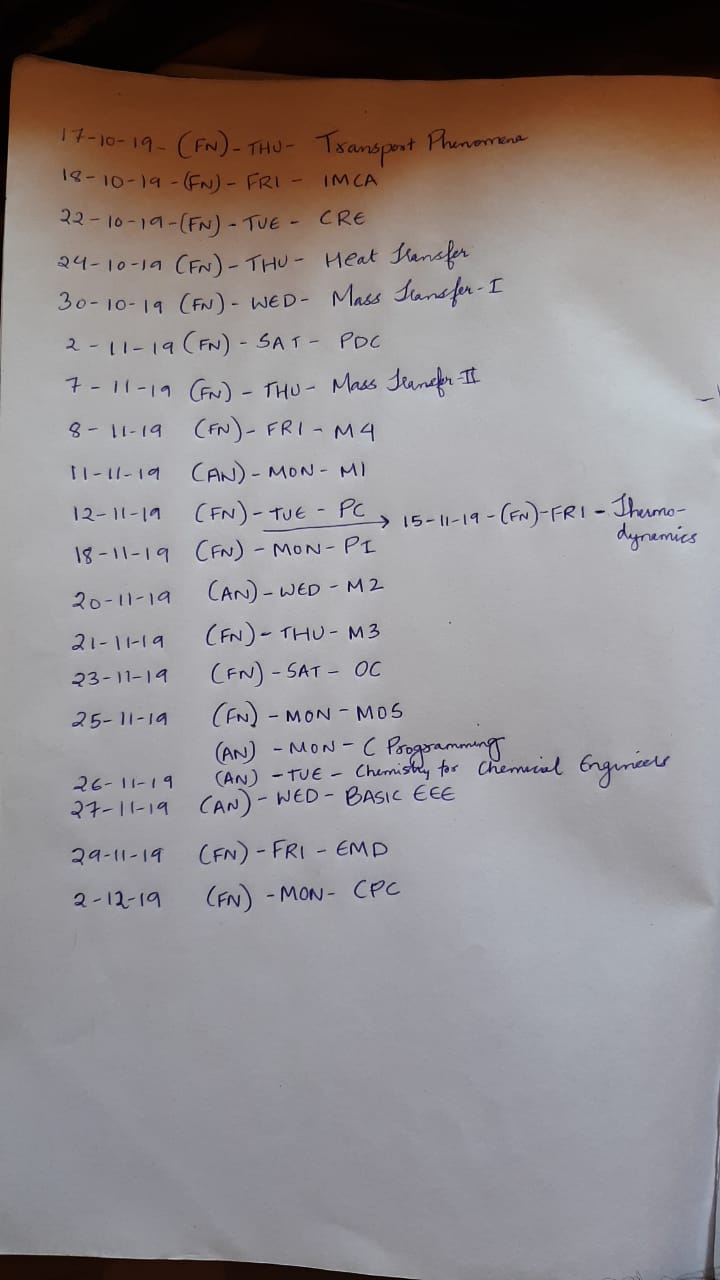 17-10-19- (FN)- THU- Transport Phenomena
18-10-19-(FN)- FRI - IMCA
22-10-19-(FN)- TUE - CRE
24-10-19 (FN)- THU- Heat Transfer
30-10-19 (FN)- WED- Mass Transfer-I
2-11-19 (FN) - SAT - PDC
7-11-19 (FN) - THU- Mass Transfer-II
8-11-19 (FN)- FRI - M4
11-11-19 (AN)-MON-M1
12-11-19 (FN)-TUE - PC → 15-11-19-(FN)-FRI - Thermo-
dynamics
18-11-19 (FN) - MON-PI
20-11-19 (AN)-WED - M2
21-11-19 (FN)- THU-M3
23-11-19 (FN)-SAT- OC
25-11-19 (FN) - MON-MOS
(AN) -MON- C Programming
26-11-19 (AN) -TUE - Chemistry for Chemical Engineers
27-11-19 (AN)-WED-BASIC EEE
29-11-19 (FN)-FRI-EMD
2-12-19 (FN) -MON- CPC